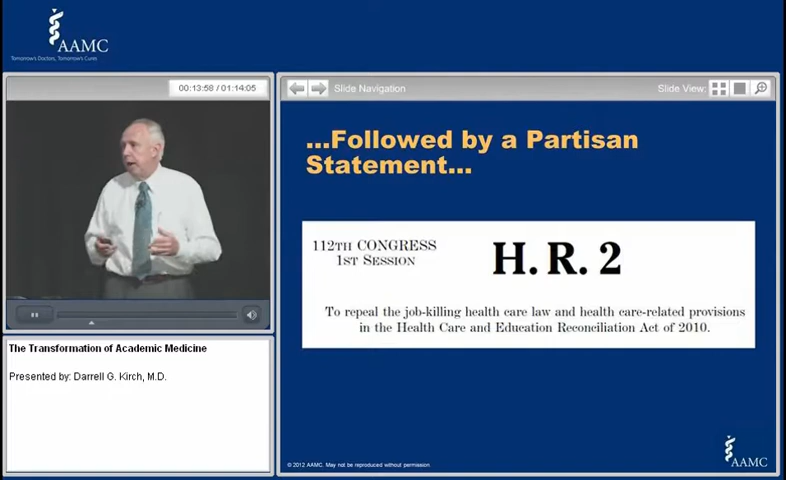 AAMC
Tomorrow's Doctors, Tomorrow's Cures
00:13:58 / 01:14:05
Slide Navigation
Slide View:
The Transformation of Academic Medicine
Presented by: Darrell G. Kirch, M.D.
...Followed by a Partisan
Statement...
112TH CONGRESS
1ST SESSION
H. R. 2
To repeal the job-killing health care law and health care-related provisions
in the Health Care and Education Reconciliation Act of 2010.
© 2012 AAMC. May not be reproduced without permission.
AAMC